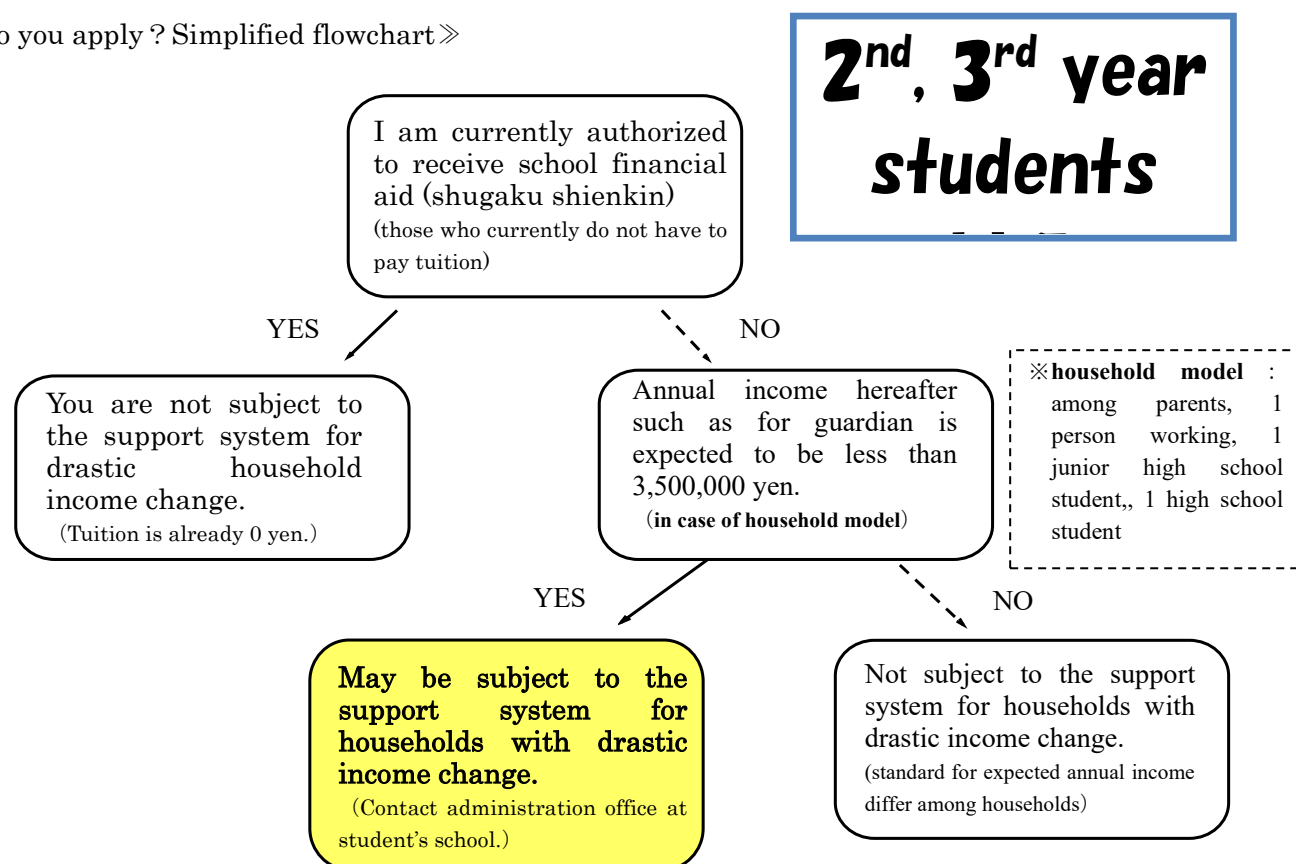 o you apply？Simplified flowchart≫
2nd, 3rd year
students
I am currently authorized
to receive school financial
aid (shugaku shienkin)
(those who currently do not have to
pay tuition)
YES
NO
You are not subject to
the support system for
drastic household
income change.
（Tuition is already 0 yen.）
Annual income hereafter
such as for guardian is
expected to be less than
3,500,000 yen.
（in case of household model）
※household model :
among parents, 1
person working, 1
junior high school
student,, 1 high school
student
YES
NO
May be subject to the
support system for
households with drastic
income change.
（Contact administration office at
student's school.）
Not subject to the support
system for households with
drastic income change.
(standard for expected annual income
differ among households）